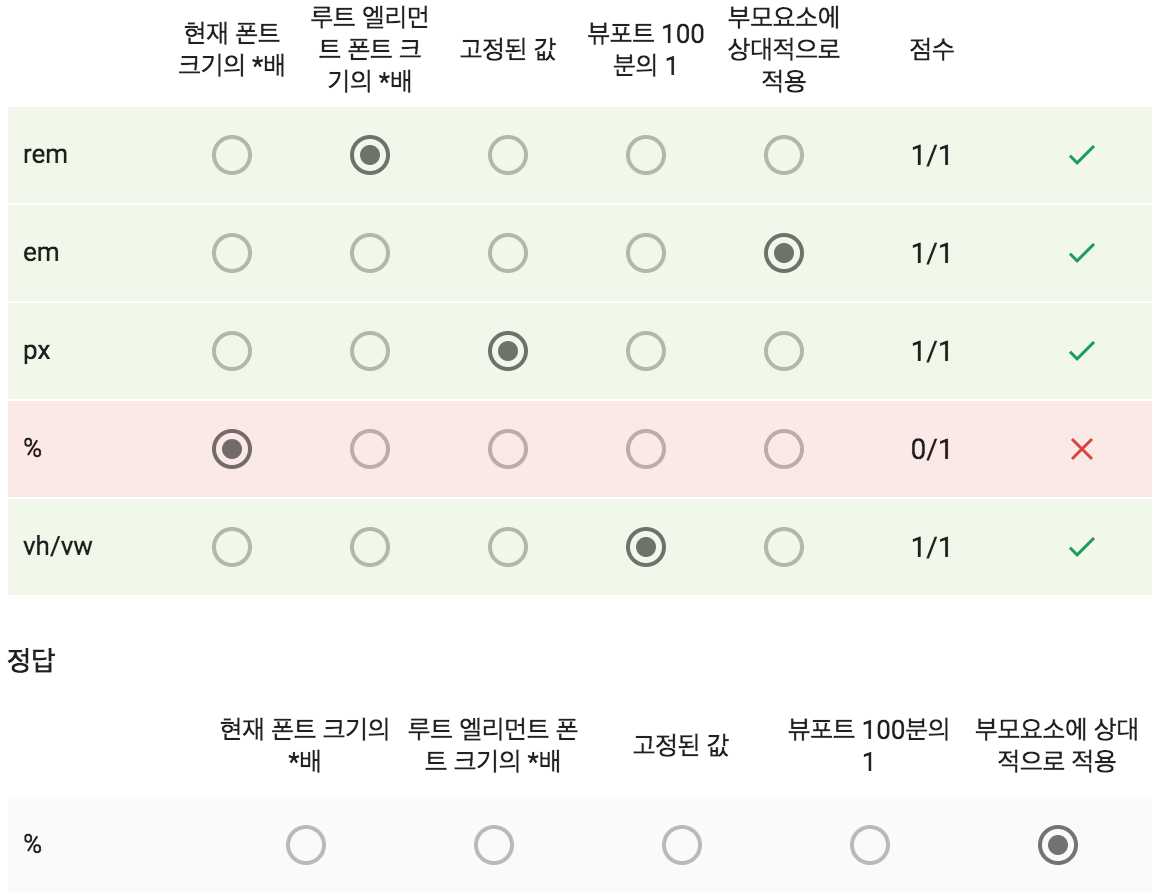 현재 폰트
크기의 *배
루트 엘리먼
트 폰트 크
기의 *배
고정된 값
뷰포트 100
분의 1
부모요소에
상대적으로
적용
점수
rem
1/1
em
1/1
px
1/1
%
0/1
vh/vw
1/1
정답
현재 폰트 크기의
*배
루트 엘리먼트 폰
트 크기의 *배
고정된 값
뷰포트 100분의
1
부모요소에 상대
적으로 적용
%